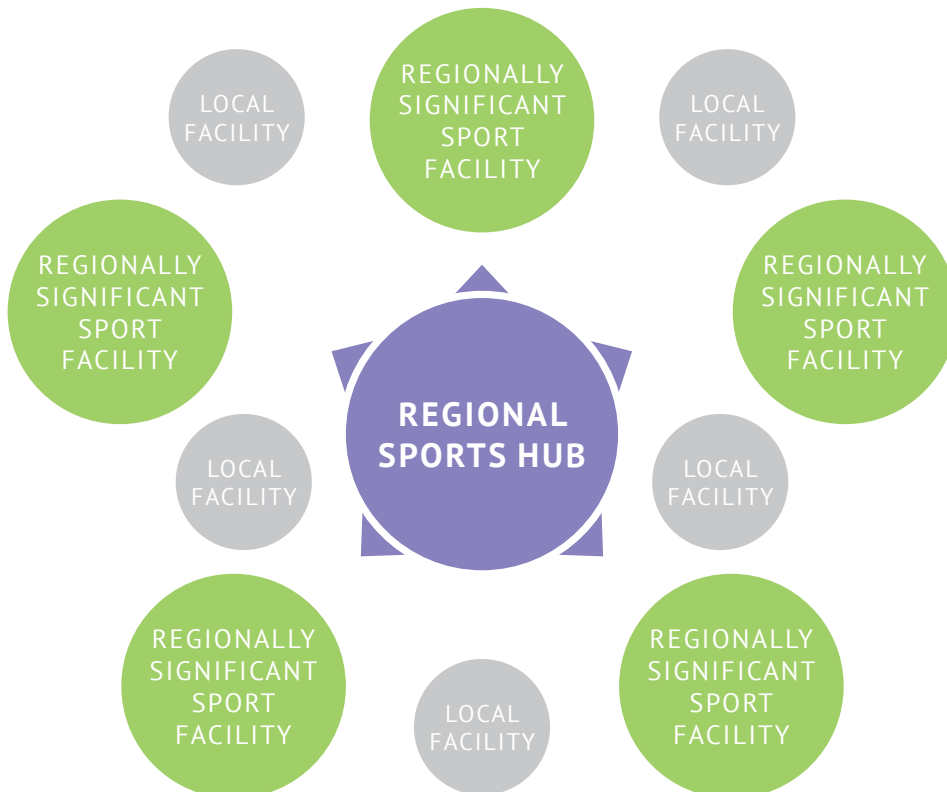 REGIONALLY
SIGNIFICANT
SPORT
FACILITY
LOCAL
FACILITY
LOCAL
FACILITY
REGIONALLY
SIGNIFICANT
SPORT
FACILITY
REGIONALLY
SIGNIFICANT
SPORT
FACILITY
REGIONAL
SPORTS HUB
LOCAL
FACILITY
LOCAL
FACILITY
REGIONALLY
SIGNIFICANT
SPORT
FACILITY
REGIONALLY
SIGNIFICANT
SPORT
FACILITY
LOCAL
FACILITY